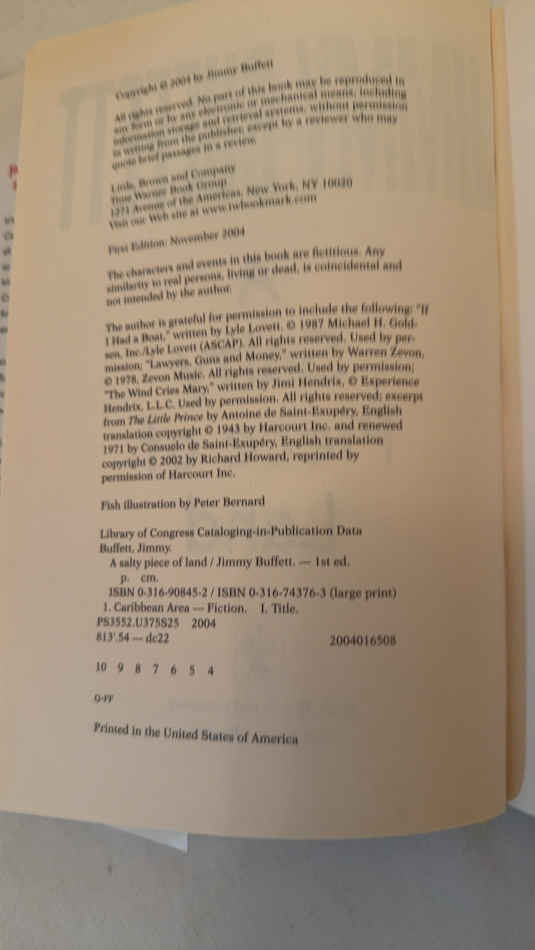 Copyright © 2004 by Jimmy Buffett
All rights reserved. No part of this book may be reproduced in
any form or by any electronic or mechanical means, including
information storage and retrieval systems, without permission
in writing from the publisher, except by a reviewer who may
quote brief passages in a review.
Little, Brown and Company
Time Warner Book Group
1271 Avenue of the Americas, New York, NY 10020
Visit our Web site at www.twbookmark.com
First Edition: November 2004
The characters and events in this book are fictitious. Any
similarity to real persons, living or dead, is coincidental and
not intended by the author.
The author is grateful for permission to include the following: "If
I Had a Boat," written by Lyle Lovett, © 1987 Michael H. Gold-
sen, Inc./Lyle Lovett (ASCAP). All rights reserved. Used by per-
mission; "Lawyers, Guns and Money," written by Warren Zevon,
© 1978, Zevon Music. All rights reserved. Used by permission;
"The Wind Cries Mary," written by Jimi Hendrix, © Experience
Hendrix, L.L.C. Used by permission. All rights reserved; excerpt
from The Little Prince by Antoine de Saint-Exupéry, English
translation copyright © 1943 by Harcourt Inc. and renewed
1971 by Consuelo de Saint-Exupéry, English translation
copyright © 2002 by Richard Howard, reprinted by
permission of Harcourt Inc.
Fish illustration by Peter Bernard
Library of Congress Cataloging-in-Publication Data
Buffett, Jimmy.
A salty piece of land / Jimmy Buffett. — 1st ed.
p. cm.
ISBN 0-316-90845-2 / ISBN 0-316-74376-3 (large print)
1. Caribbean Area — Fiction. I. Title.
PS3552.U375S25 2004
813'.54 — dc22 2004016508
10 9 8 7 6 5 4
Q-FF
Printed in the United States of America